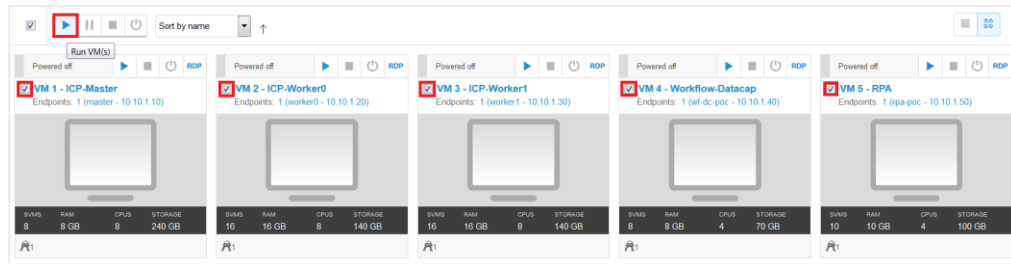 Sort by name
Run VM(s)
Powered off RDP
VM 1 - ICP-Master
Endpoints: 1 (master - 10.10.1.10)
SVMS RAM CPUS STORAGE
8 8 GB 8 240 GB
1
Powered off RDP
VM 2 - ICP-Worker0
Endpoints: 1 (worker0 - 10.10.1.20)
SVMS RAM CPUS STORAGE
16 16 GB 8 140 GB
1
Powered off RDP
VM 3 - ICP-Worker1
Endpoints: 1 (worker1 - 10.10.1.30)
SVMS RAM CPUS STORAGE
16 16 GB 8 140 GB
1
Powered off RDP
VM 4 - Workflow-Datacap
Endpoints: 1 (wf-dc-poc - 10.10.1.40)
SVMS RAM CPUS STORAGE
8 8 GB 4 70 GB
1
Powered off RDP
VM 5 - RPA
Endpoints: 1 (rpa-poc - 10.10.1.50)
SVMS RAM CPUS STORAGE
10 10 GB 4 100 GB
1